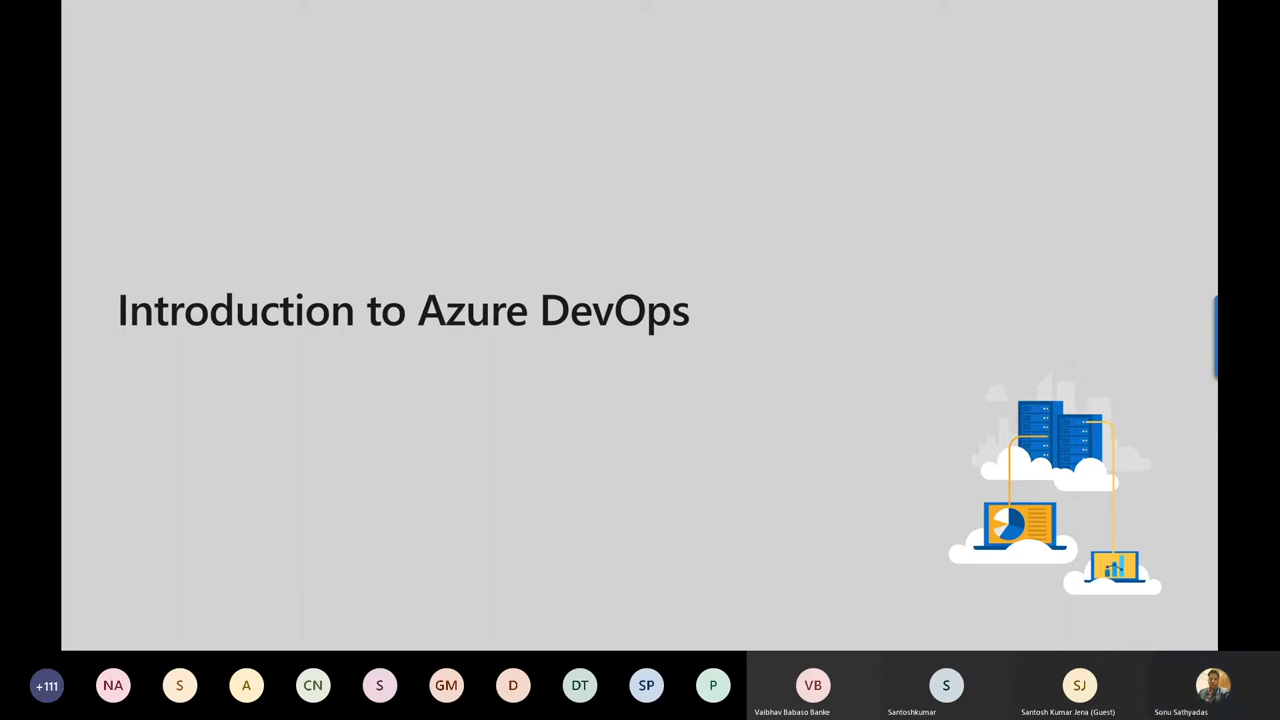 Introduction to Azure DevOps
+111
NA
S
A
CN
S
GM
D
DT
SP
P
VB
S
SJ
Vaibhav Babaso Banke
Santoshkumar
Santosh Kumar Jena (Guest)
Sonu Sathyadas